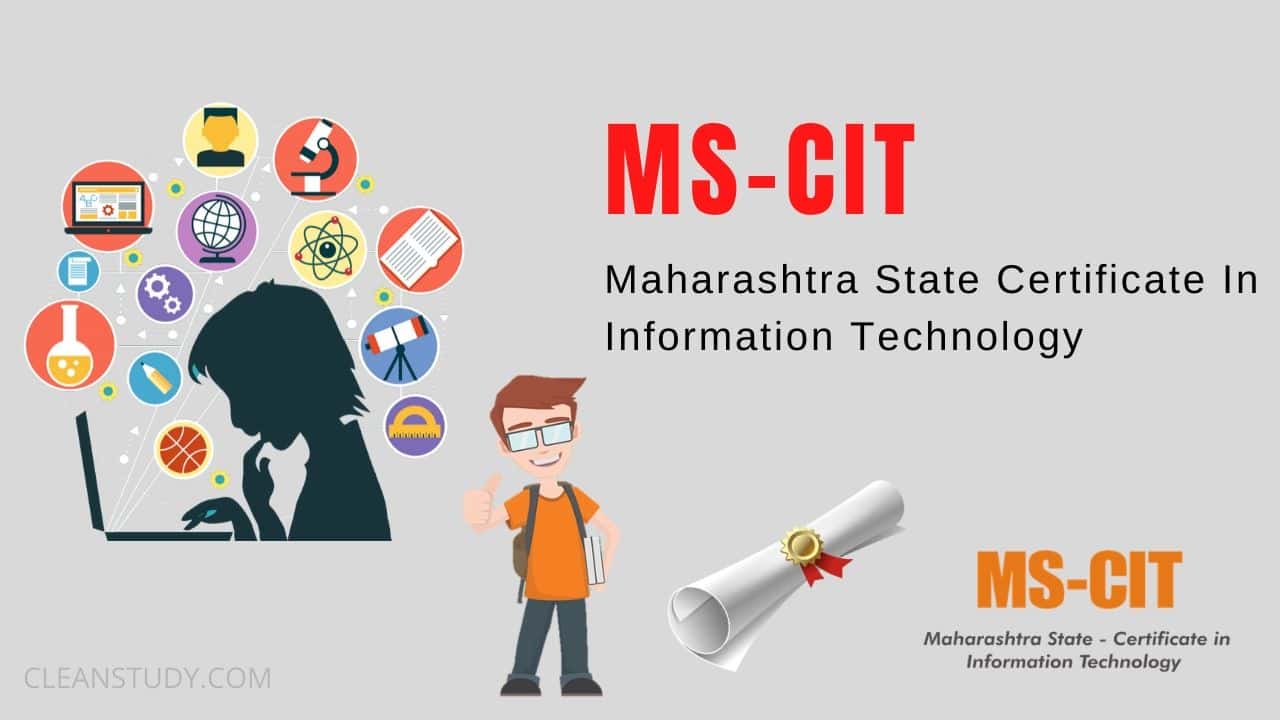 MS-CIT
Maharashtra State Certificate In
Information Technology
MS-CIT
Maharashtra State - Certificate in
Information Technology
CLEANSTUDY.COM